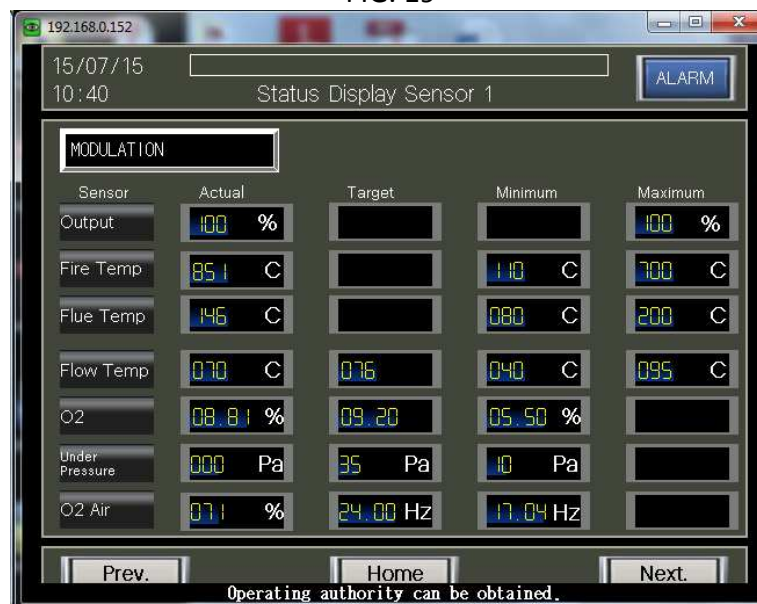 192.168.0.152
15/07/15
10:40
Status Display Sensor 1
ALARM
MODULATION
Sensor Actual Target Minimum Maximum
Output 100 % 100 %
Fire Temp 851 C 110 C 700 C
Flue Temp 146 C 080 C 200 C
Flow Temp 070 C 076 040 C 095 C
O2 08.81 % 09.20 05.50 %
Under Pressure 000 Pa 35 Pa 10 Pa
O2 Air 071 % 24.00 Hz 17.04 Hz
Prev. Home Next.
Operating authority can be obtained.